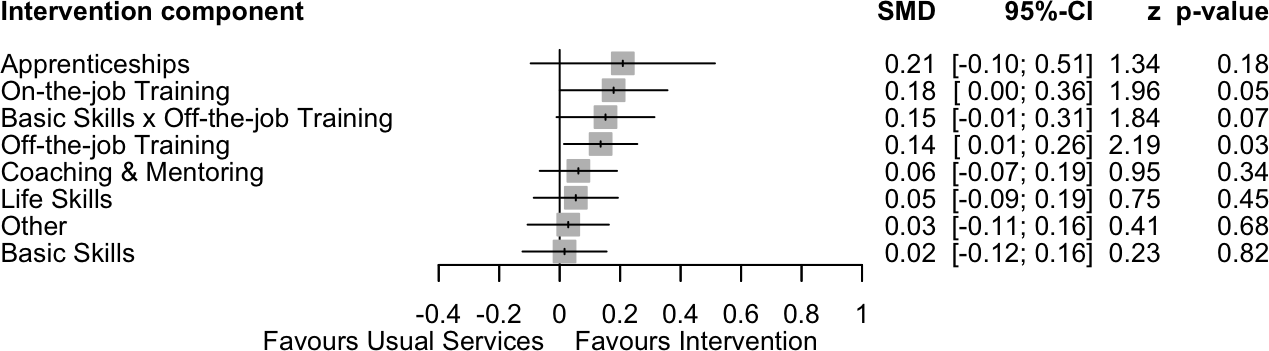 Intervention component SMD 95%-CI z p-value
Apprenticeships 0.21 [-0.10; 0.51] 1.34 0.18
On-the-job Training 0.18 [ 0.00; 0.36] 1.96 0.05
Basic Skills x Off-the-job Training 0.15 [-0.01; 0.31] 1.84 0.07
Off-the-job Training 0.14 [ 0.01; 0.26] 2.19 0.03
Coaching & Mentoring 0.06 [-0.07; 0.19] 0.95 0.34
Life Skills 0.05 [-0.09; 0.19] 0.75 0.45
Other 0.03 [-0.11; 0.16] 0.41 0.68
Basic Skills 0.02 [-0.12; 0.16] 0.23 0.82
-0.4 -0.2 0 0.2 0.4 0.6 0.8 1
Favours Usual Services Favours Intervention